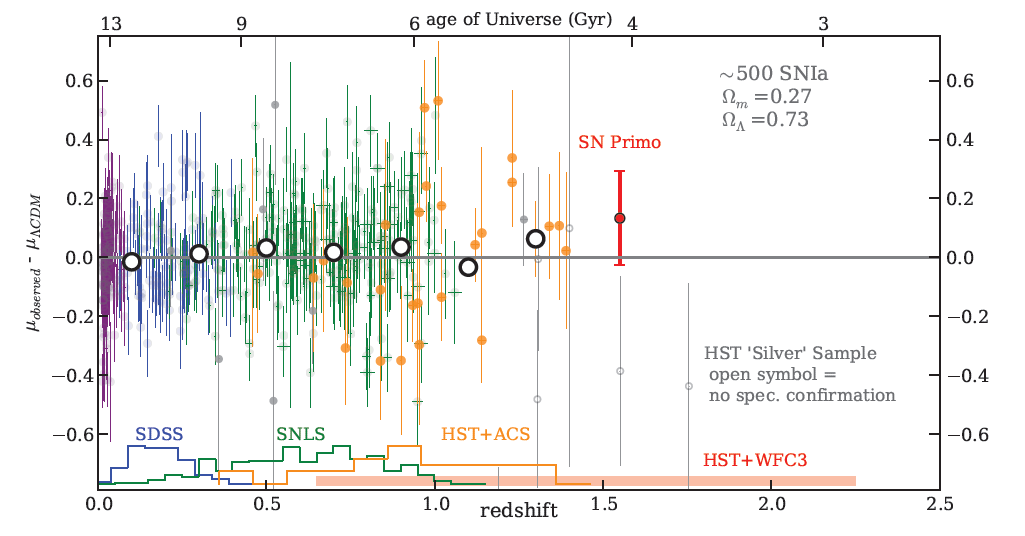 age of Universe (Gyr)
13 9 6 4 3
~500 SNIa
Ωm =0.27
ΩΛ =0.73
SN Primo
μobserved - μΛCDM
0.6 0.6
0.4 0.4
0.2 0.2
0.0 0.0
−0.2 −0.2
−0.4 −0.4
−0.6 −0.6
HST 'Silver' Sample
open symbol =
no spec. confirmation
SDSS SNLS HST+ACS
HST+WFC3
0.0 0.5 1.0 1.5 2.0 2.5
redshift